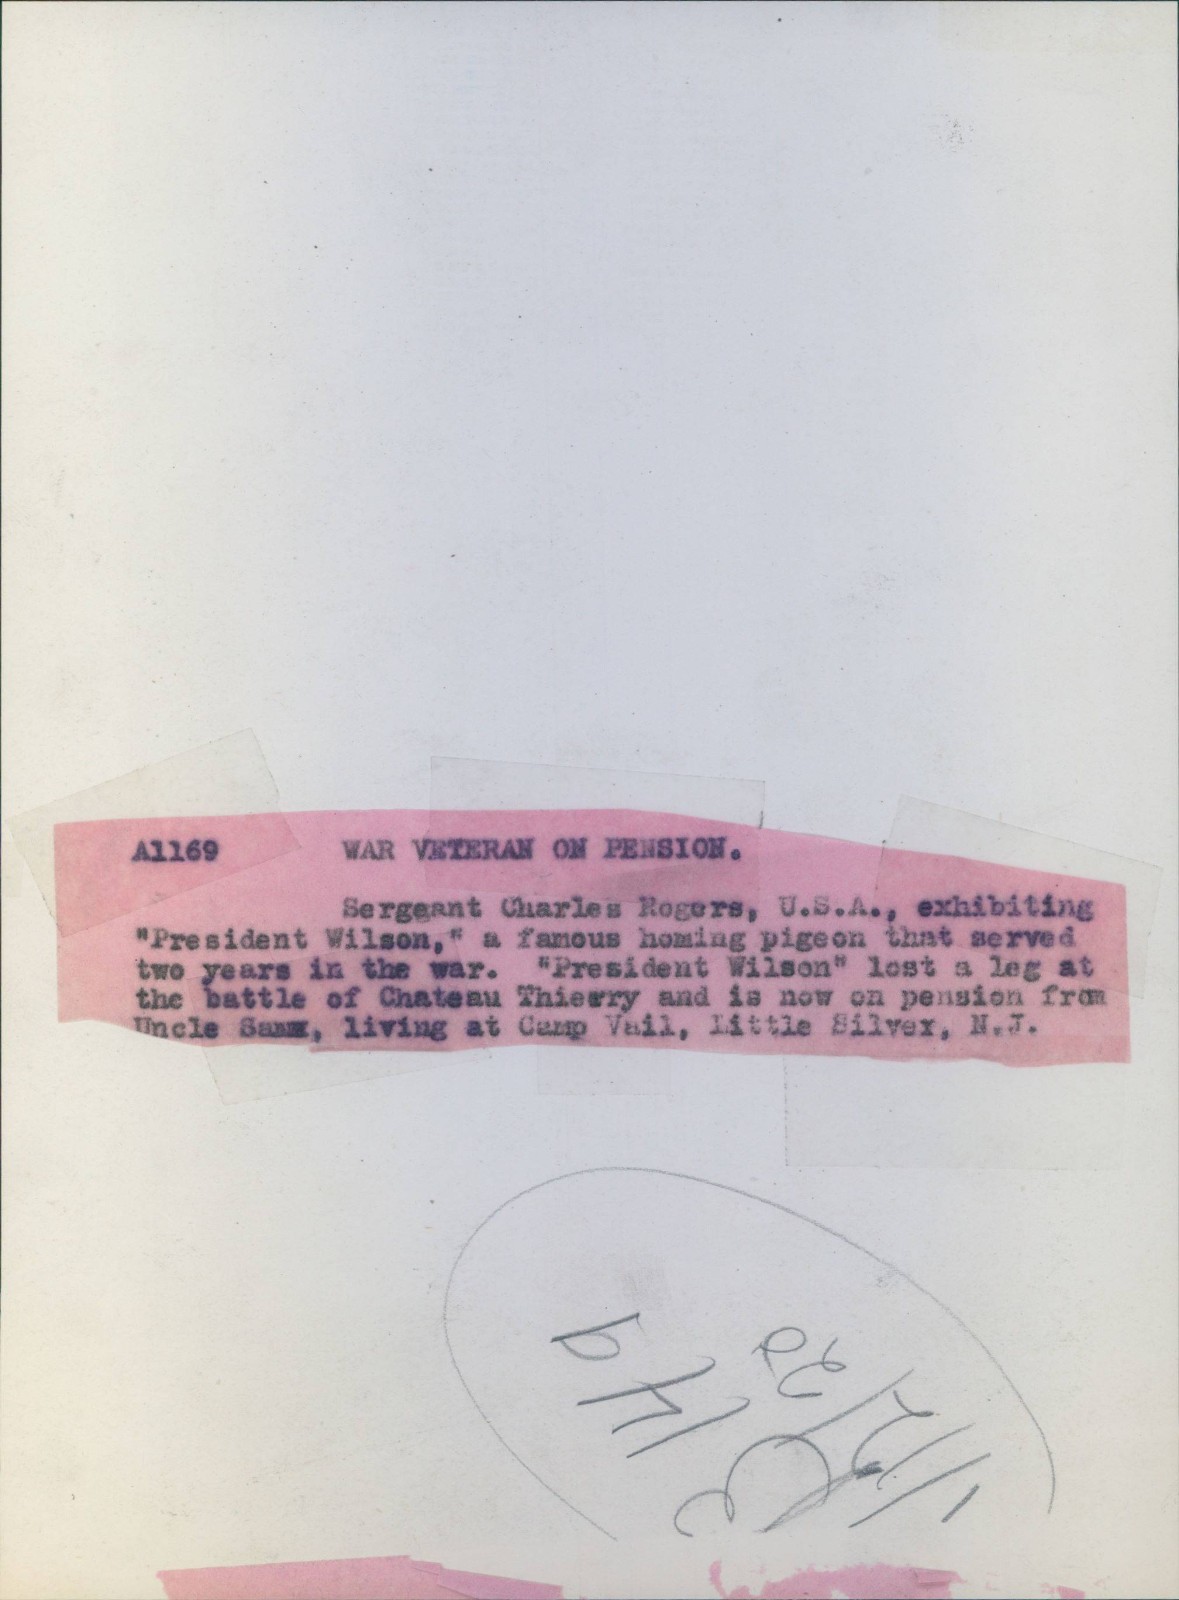 A1169 WAR VETERAN ON PENSION.
Sergeant Charles Rogers, U.S.A., exhibiting
"President Wilson," a famous homing pigeon that served
two years in the war. "President Wilson" lost a leg at
the battle of Chateau Thierry and is now on pension from
Uncle Samx, living at Camp Vail, Little Silver, N.J.